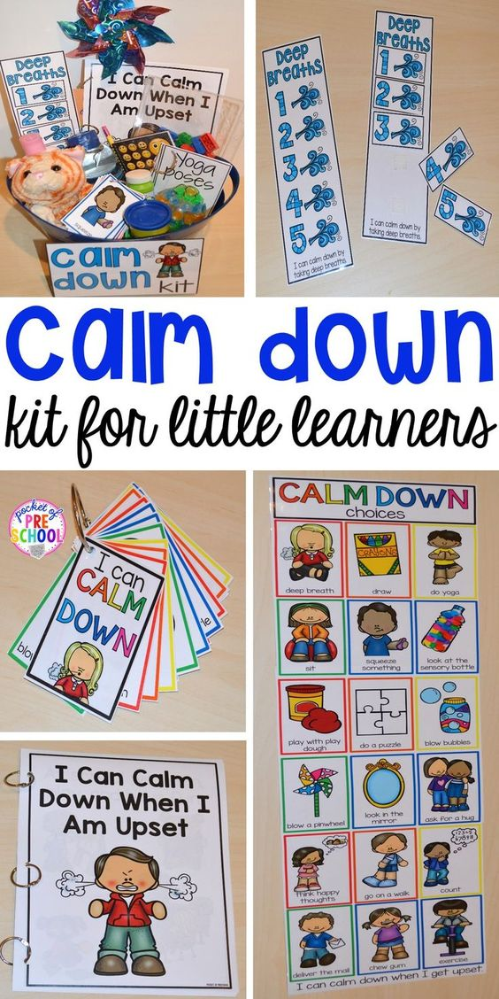 Deep
Breaths
1
2
3
I Can Calm
Down When I
Am Upset
Yoga
Poses
calm
down
kit
Deep
Breaths
1
2
3
4
5
I can calm down by
taking deep breaths.
Deep
Breaths
1
2
3
4
5
I can calm down by
taking deep breaths.
calm down
kit for little learners
pocket of
PRE
SCHOOL
I can
CALM
DOWN
blo
CALM DOWN
choices
deep breath
draw
CRAYONS
do yoga
sit
squeeze
something
look at the
sensory bottle
play with play
dough
do a puzzle
blow bubbles
blow a pinwheel
look in the
mirror
ask for a hug
think happy
thoughts
go on a walk
count
deliver the mail
chew gum
exercise
I can calm down when I get upset.
I Can Calm
Down When I
Am Upset